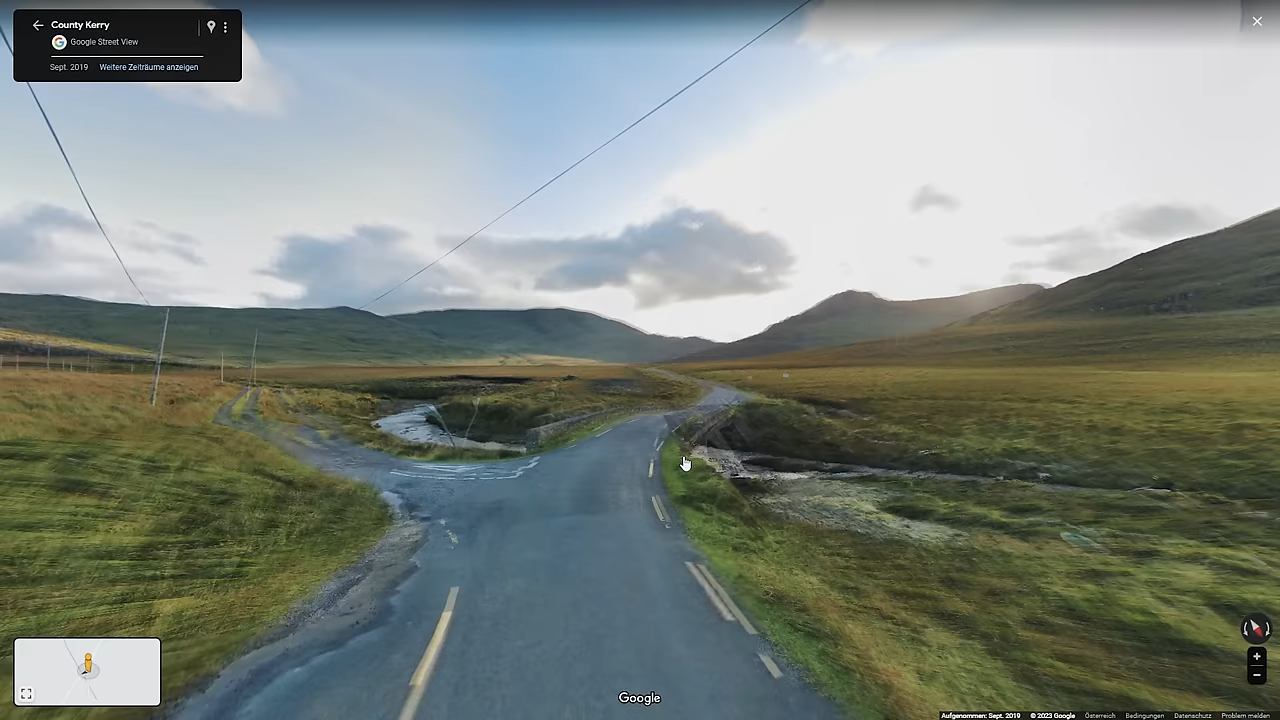 County Kerry
Google Street View
Sept. 2019 Weitere Zeiträume anzeigen
Google
Aufgenommen: Sept. 2019 © 2023 Google Österreich Bedingungen Datenschutz Problem melden